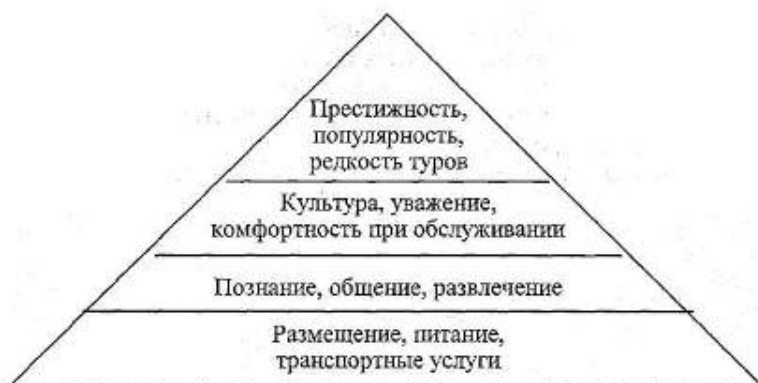 Престижность,
популярность,
редкость туров
Культура, уважение,
комфортность при обслуживании
Познание, общение, развлечение
Размещение, питание,
транспортные услуги